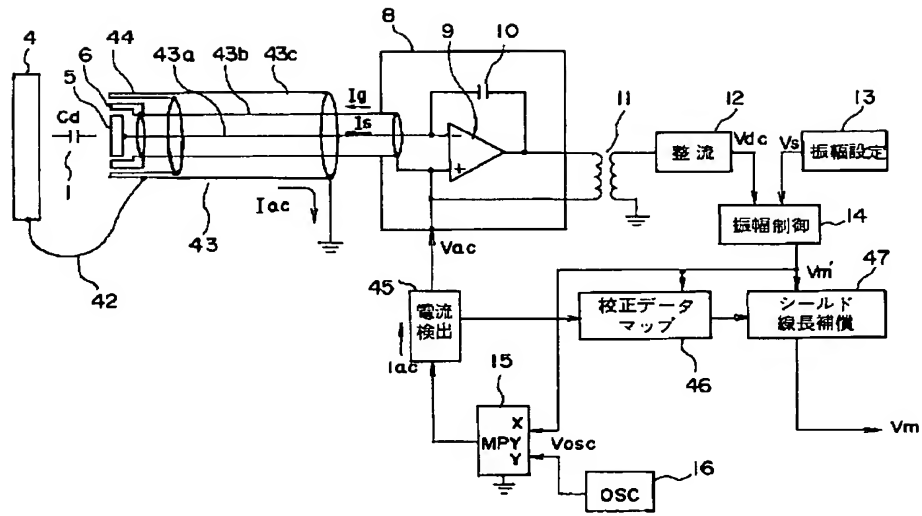 4
6
5
44
43a
43b
43c
8
9
10
11
12
13
Cd
1
Ig
Is
Iac
整流
Vdc
Vs
振幅設定
振幅制御
14
43
42
Vac
45
電流
検出
Iac
Vm'
47
校正データ
マップ
46
シールド
線長補償
15
X
MPY
Y
Vosc
Vm
OSC
16
−
+